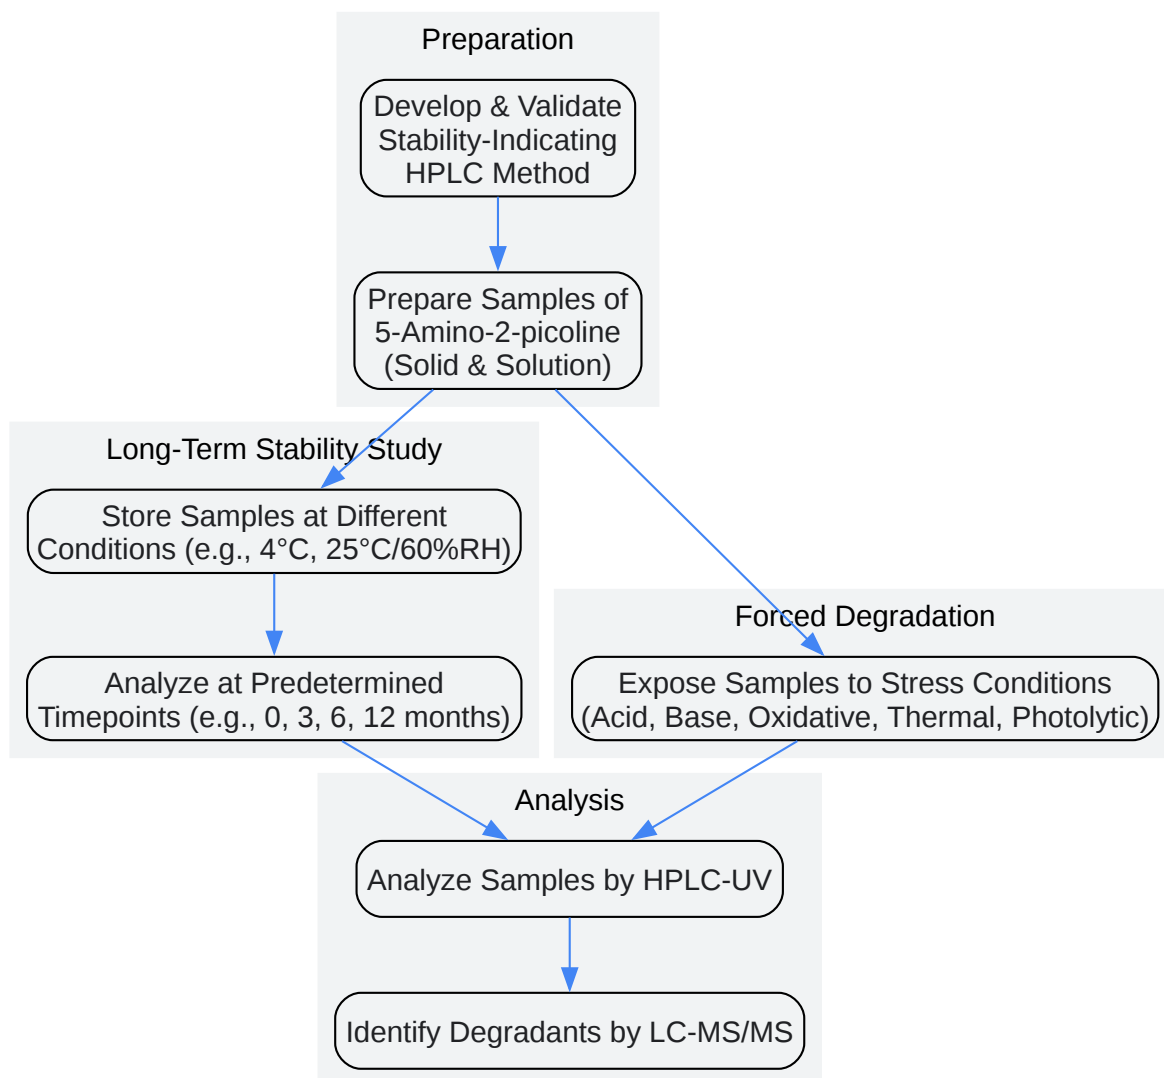 Preparation
Develop & Validate
Stability-Indicating
HPLC Method
Prepare Samples of
5-Amino-2-picoline
(Solid & Solution)
Long-Term Stability Study
Store Samples at Different
Conditions (e.g., 4°C, 25°C/60%RH)
Analyze at Predetermined
Timepoints (e.g., 0, 3, 6, 12 months)
Forced Degradation
Expose Samples to Stress Conditions
(Acid, Base, Oxidative, Thermal, Photolytic)
Analysis
Analyze Samples by HPLC-UV
Identify Degradants by LC-MS/MS